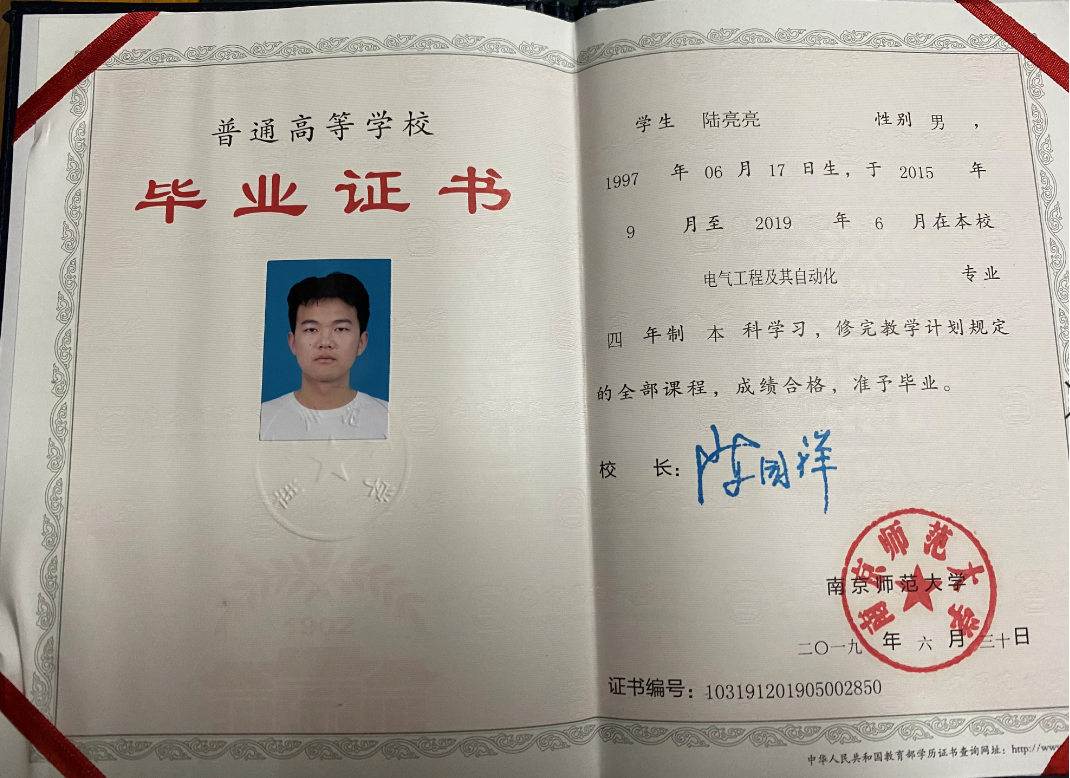 普通高等学校
毕业证书
学生 陆亮亮 性别 男 ，
1997 年 06 月 17 日生，于 2015 年
9 月至 2019 年 6 月在本校
电气工程及其自动化 专业
四 年制 本 科学习，修完教学计划规定
的全部课程，成绩合格，准予毕业。
校 长：
南京师范大学
南京师范大学
二〇一九 年 六 月 三十日
证书编号：103191201905002850
中华人民共和国教育部学历证书查询网址：http://www